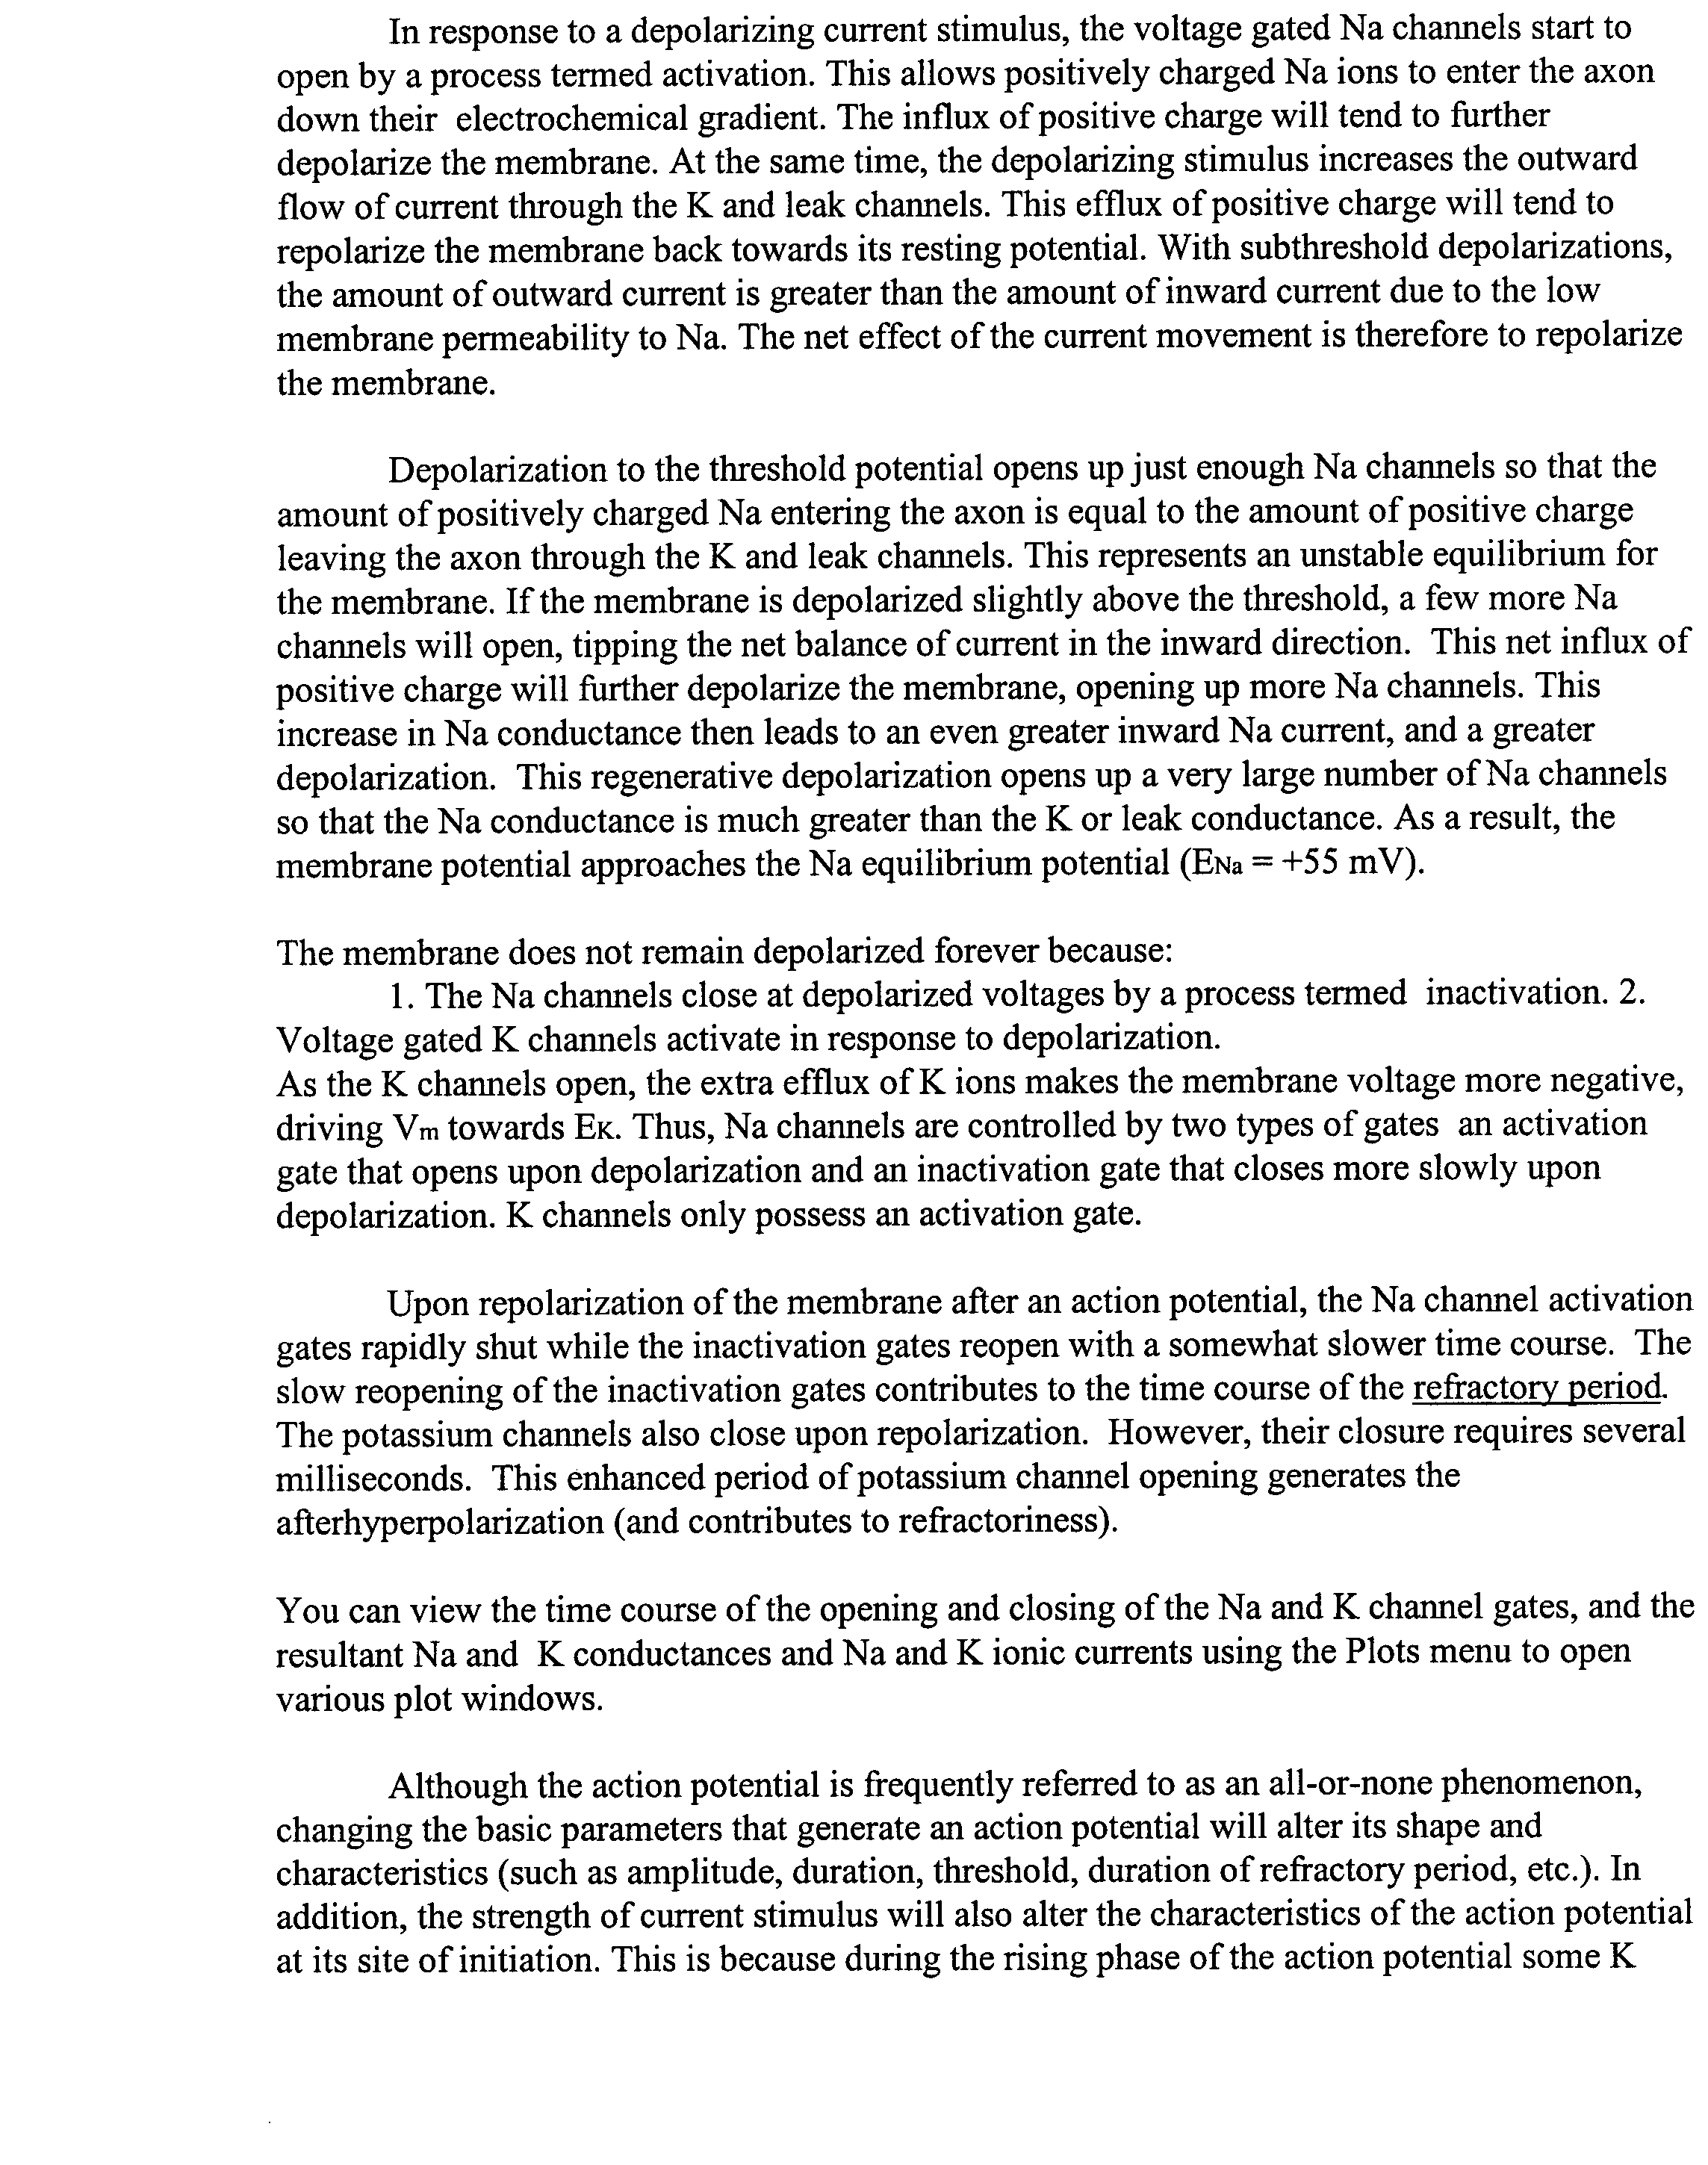 In response to a depolarizing current stimulus, the voltage gated Na channels start to
open by a process termed activation. This allows positively charged Na ions to enter the axon
down their electrochemical gradient. The influx of positive charge will tend to further
depolarize the membrane. At the same time, the depolarizing stimulus increases the outward
flow of current through the K and leak channels. This efflux of positive charge will tend to
repolarize the membrane back towards its resting potential. With subthreshold depolarizations,
the amount of outward current is greater than the amount of inward current due to the low
membrane permeability to Na. The net effect of the current movement is therefore to repolarize
the membrane.
Depolarization to the threshold potential opens up just enough Na channels so that the
amount of positively charged Na entering the axon is equal to the amount of positive charge
leaving the axon through the K and leak channels. This represents an unstable equilibrium for
the membrane. If the membrane is depolarized slightly above the threshold, a few more Na
channels will open, tipping the net balance of current in the inward direction. This net influx of
positive charge will further depolarize the membrane, opening up more Na channels. This
increase in Na conductance then leads to an even greater inward Na current, and a greater
depolarization. This regenerative depolarization opens up a very large number of Na channels
so that the Na conductance is much greater than the K or leak conductance. As a result, the
membrane potential approaches the Na equilibrium potential (ENa = +55 mV).
The membrane does not remain depolarized forever because:
1. The Na channels close at depolarized voltages by a process termed inactivation. 2.
Voltage gated K channels activate in response to depolarization.
As the K channels open, the extra efflux of K ions makes the membrane voltage more negative,
driving Vm towards EK. Thus, Na channels are controlled by two types of gates an activation
gate that opens upon depolarization and an inactivation gate that closes more slowly upon
depolarization. K channels only possess an activation gate.
Upon repolarization of the membrane after an action potential, the Na channel activation
gates rapidly shut while the inactivation gates reopen with a somewhat slower time course. The
slow reopening of the inactivation gates contributes to the time course of the refractory period.
The potassium channels also close upon repolarization. However, their closure requires several
milliseconds. This enhanced period of potassium channel opening generates the
afterhyperpolarization (and contributes to refractoriness).
You can view the time course of the opening and closing of the Na and K channel gates, and the
resultant Na and K conductances and Na and K ionic currents using the Plots menu to open
various plot windows.
Although the action potential is frequently referred to as an all-or-none phenomenon,
changing the basic parameters that generate an action potential will alter its shape and
characteristics (such as amplitude, duration, threshold, duration of refractory period, etc.). In
addition, the strength of current stimulus will also alter the characteristics of the action potential
at its site of initiation. This is because during the rising phase of the action potential some K